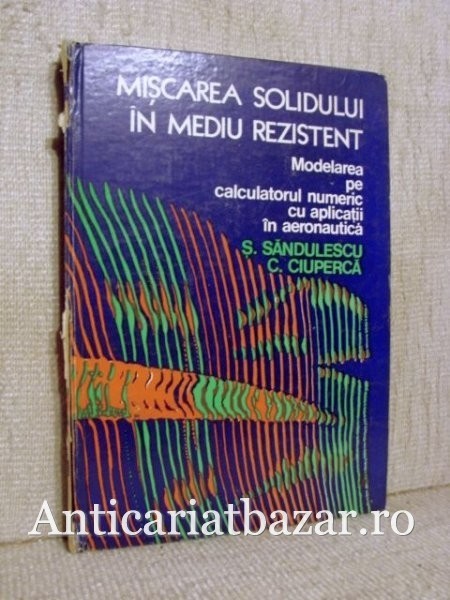 MIȘCAREA SOLIDULUI
ÎN MEDIU REZISTENT
Modelarea
pe
calculatorul numeric
cu aplicații
în aeronautică
Ș. SĂNDULESCU
C. CIUPERCĂ
Anticariatbazar.ro